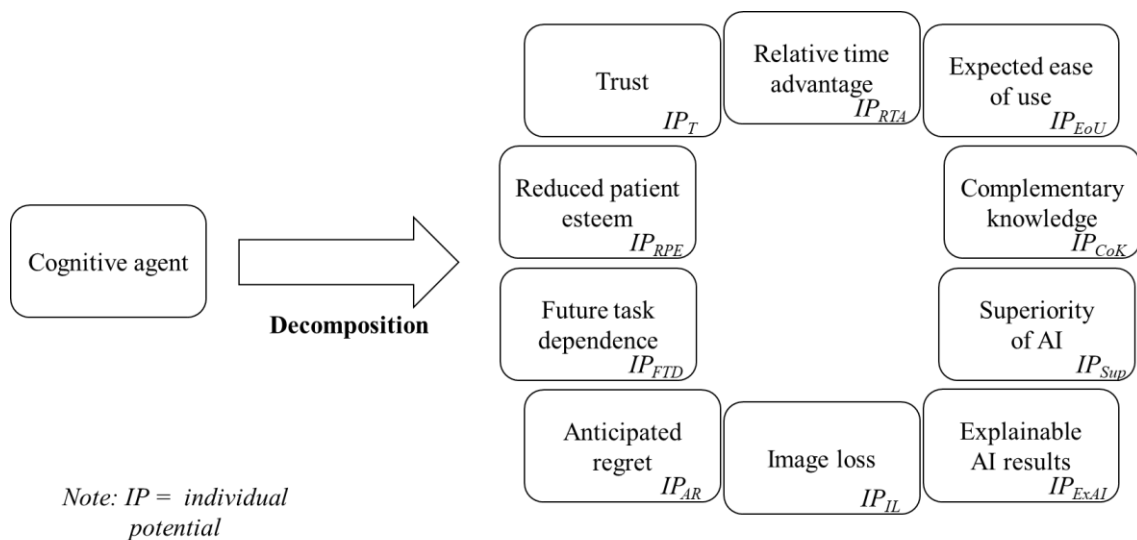 Cognitive agent
Decomposition
Note: IP = individual
potential
Trust
IP_T
Relative time
advantage
IP_RTA
Expected ease
of use
IP_EoU
Reduced patient
esteem
IP_RPE
Complementary
knowledge
IP_CoK
Future task
dependence
IP_FTD
Superiority
of AI
IP_Sup
Anticipated
regret
IP_AR
Image loss
IP_IL
Explainable
AI results
IP_ExAI